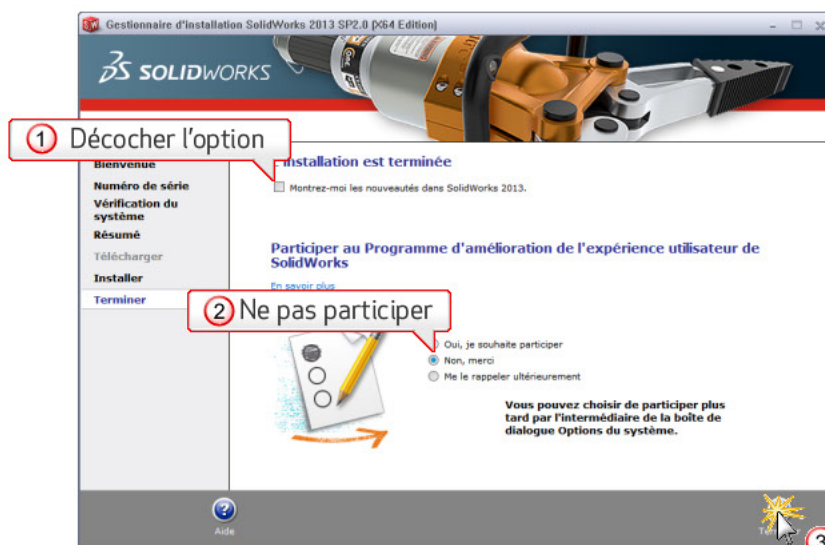 Gestionnaire d'installation SolidWorks 2013 SP2.0 (X64 Edition)
SOLIDWORKS
1 Décocher l'option
Bienvenue
installation est terminée
Numéro de série
Montrez-moi les nouveautés dans SolidWorks 2013.
Vérification du
système
Résumé
Télécharger
Installer
Terminer
Participer au Programme d'amélioration de l'expérience utilisateur de
SolidWorks
En savoir plus
2 Ne pas participer
Oui, je souhaite participer
Non, merci
Me le rappeler ultérieurement
Vous pouvez choisir de participer plus
tard par l'intermédiaire de la boîte de
dialogue Options du système.
Aide
3